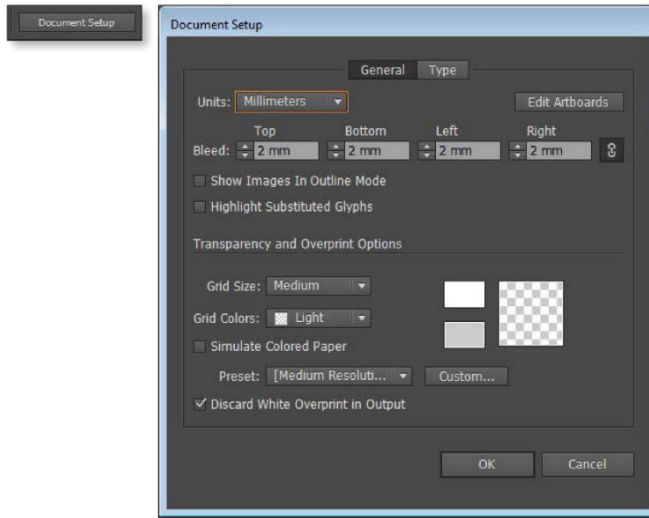 Document Setup
Document Setup
General Type
Units: Millimeters Edit Artboards
Top Bottom Left Right
Bleed: 2 mm 2 mm 2 mm 2 mm
Show Images In Outline Mode
Highlight Substituted Glyphs
Transparency and Overprint Options
Grid Size: Medium
Grid Colors: Light
Simulate Colored Paper
Preset: [Medium Resoluti... Custom...
Discard White Overprint in Output
OK Cancel